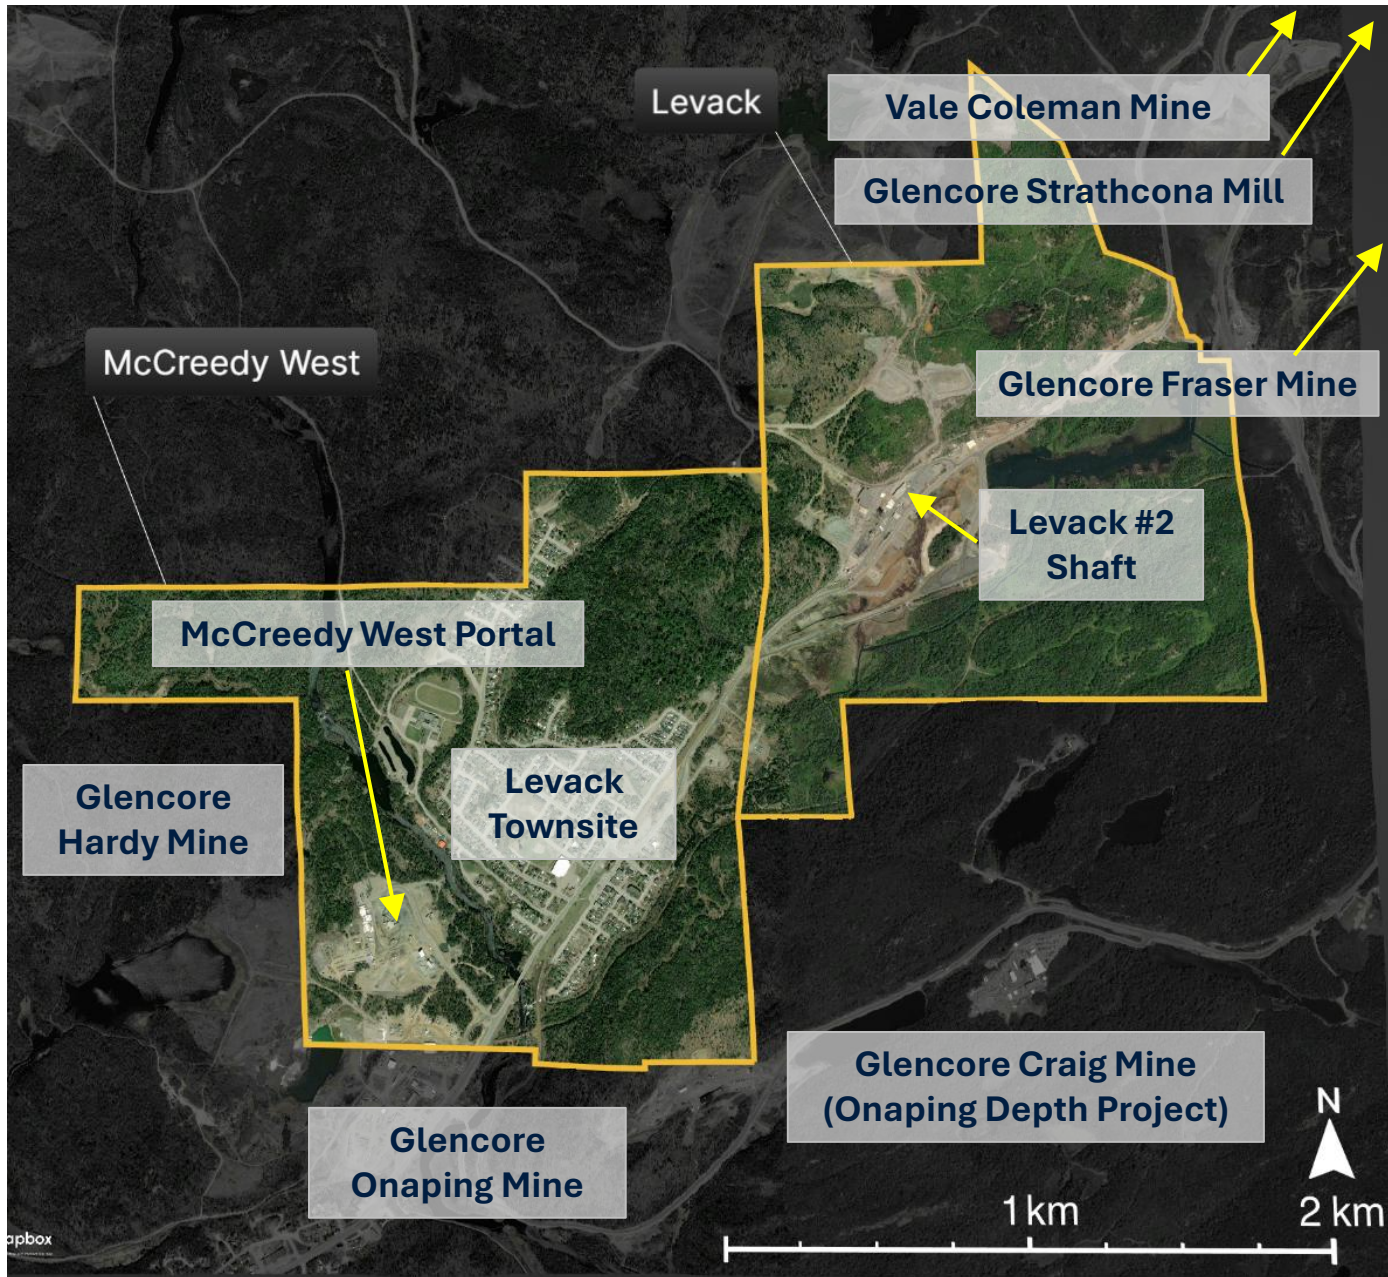 Levack
Vale Coleman Mine
Glencore Strathcona Mill
McCreedy West
Glencore Fraser Mine
Levack #2
Shaft
McCreedy West Portal
Glencore
Hardy Mine
Levack
Townsite
Glencore Craig Mine
(Onaping Depth Project)
Glencore
Onaping Mine
N
1 km
2 km
apbox